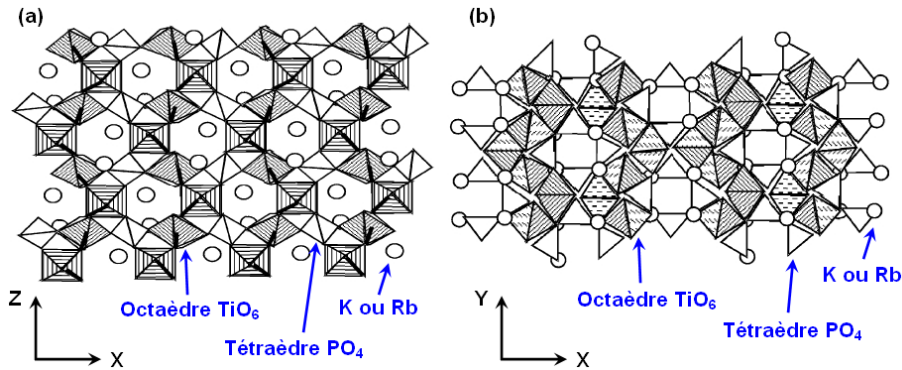 (a)
Z
X
Octaèdre TiO₆
Tétraèdre PO₄
K ou Rb
(b)
Y
X
Octaèdre TiO₆
Tétraèdre PO₄
K ou Rb